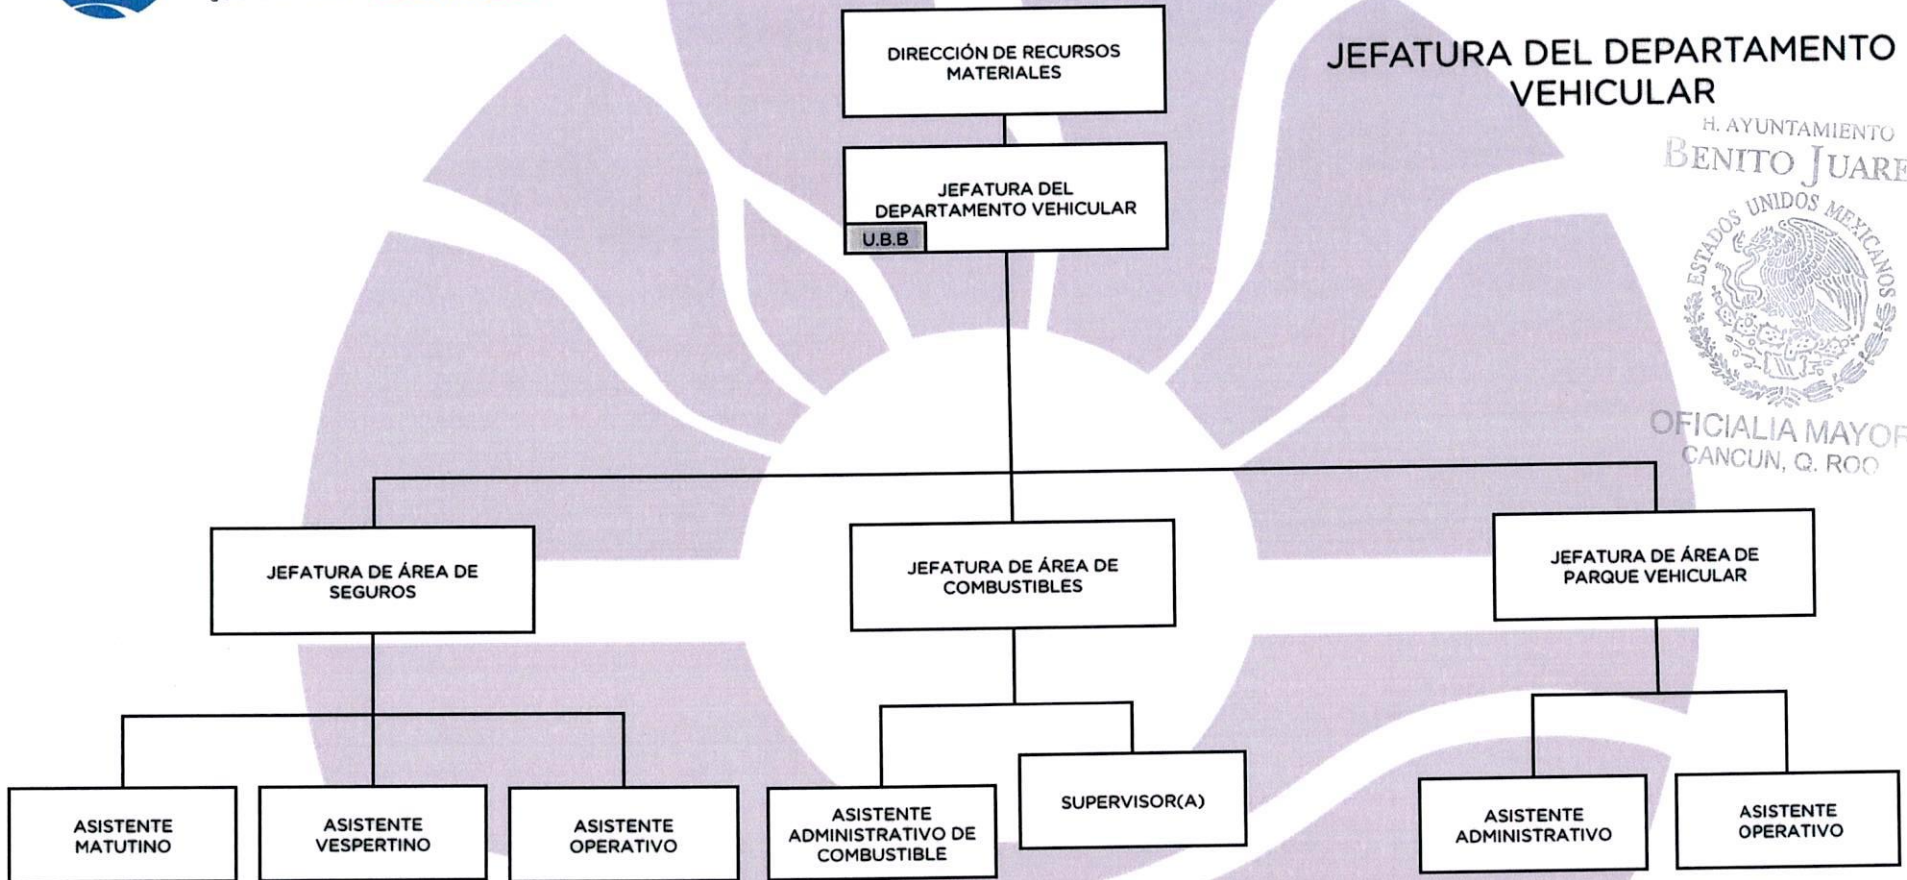 JEFATURA DEL DEPARTAMENTO
VEHICULAR
H. AYUNTAMIENTO
BENITO JUARE
ESTADOS UNIDOS MEXICANOS
OFICIALIA MAYOR
CANCUN, Q. ROO
DIRECCIÓN DE RECURSOS
MATERIALES
JEFATURA DEL
DEPARTAMENTO VEHICULAR
U.B.B
JEFATURA DE ÁREA DE
SEGUROS
JEFATURA DE ÁREA DE
COMBUSTIBLES
JEFATURA DE ÁREA DE
PARQUE VEHICULAR
ASISTENTE
MATUTINO
ASISTENTE
VESPERTINO
ASISTENTE
OPERATIVO
ASISTENTE
ADMINISTRATIVO DE
COMBUSTIBLE
SUPERVISOR(A)
ASISTENTE
ADMINISTRATIVO
ASISTENTE
OPERATIVO